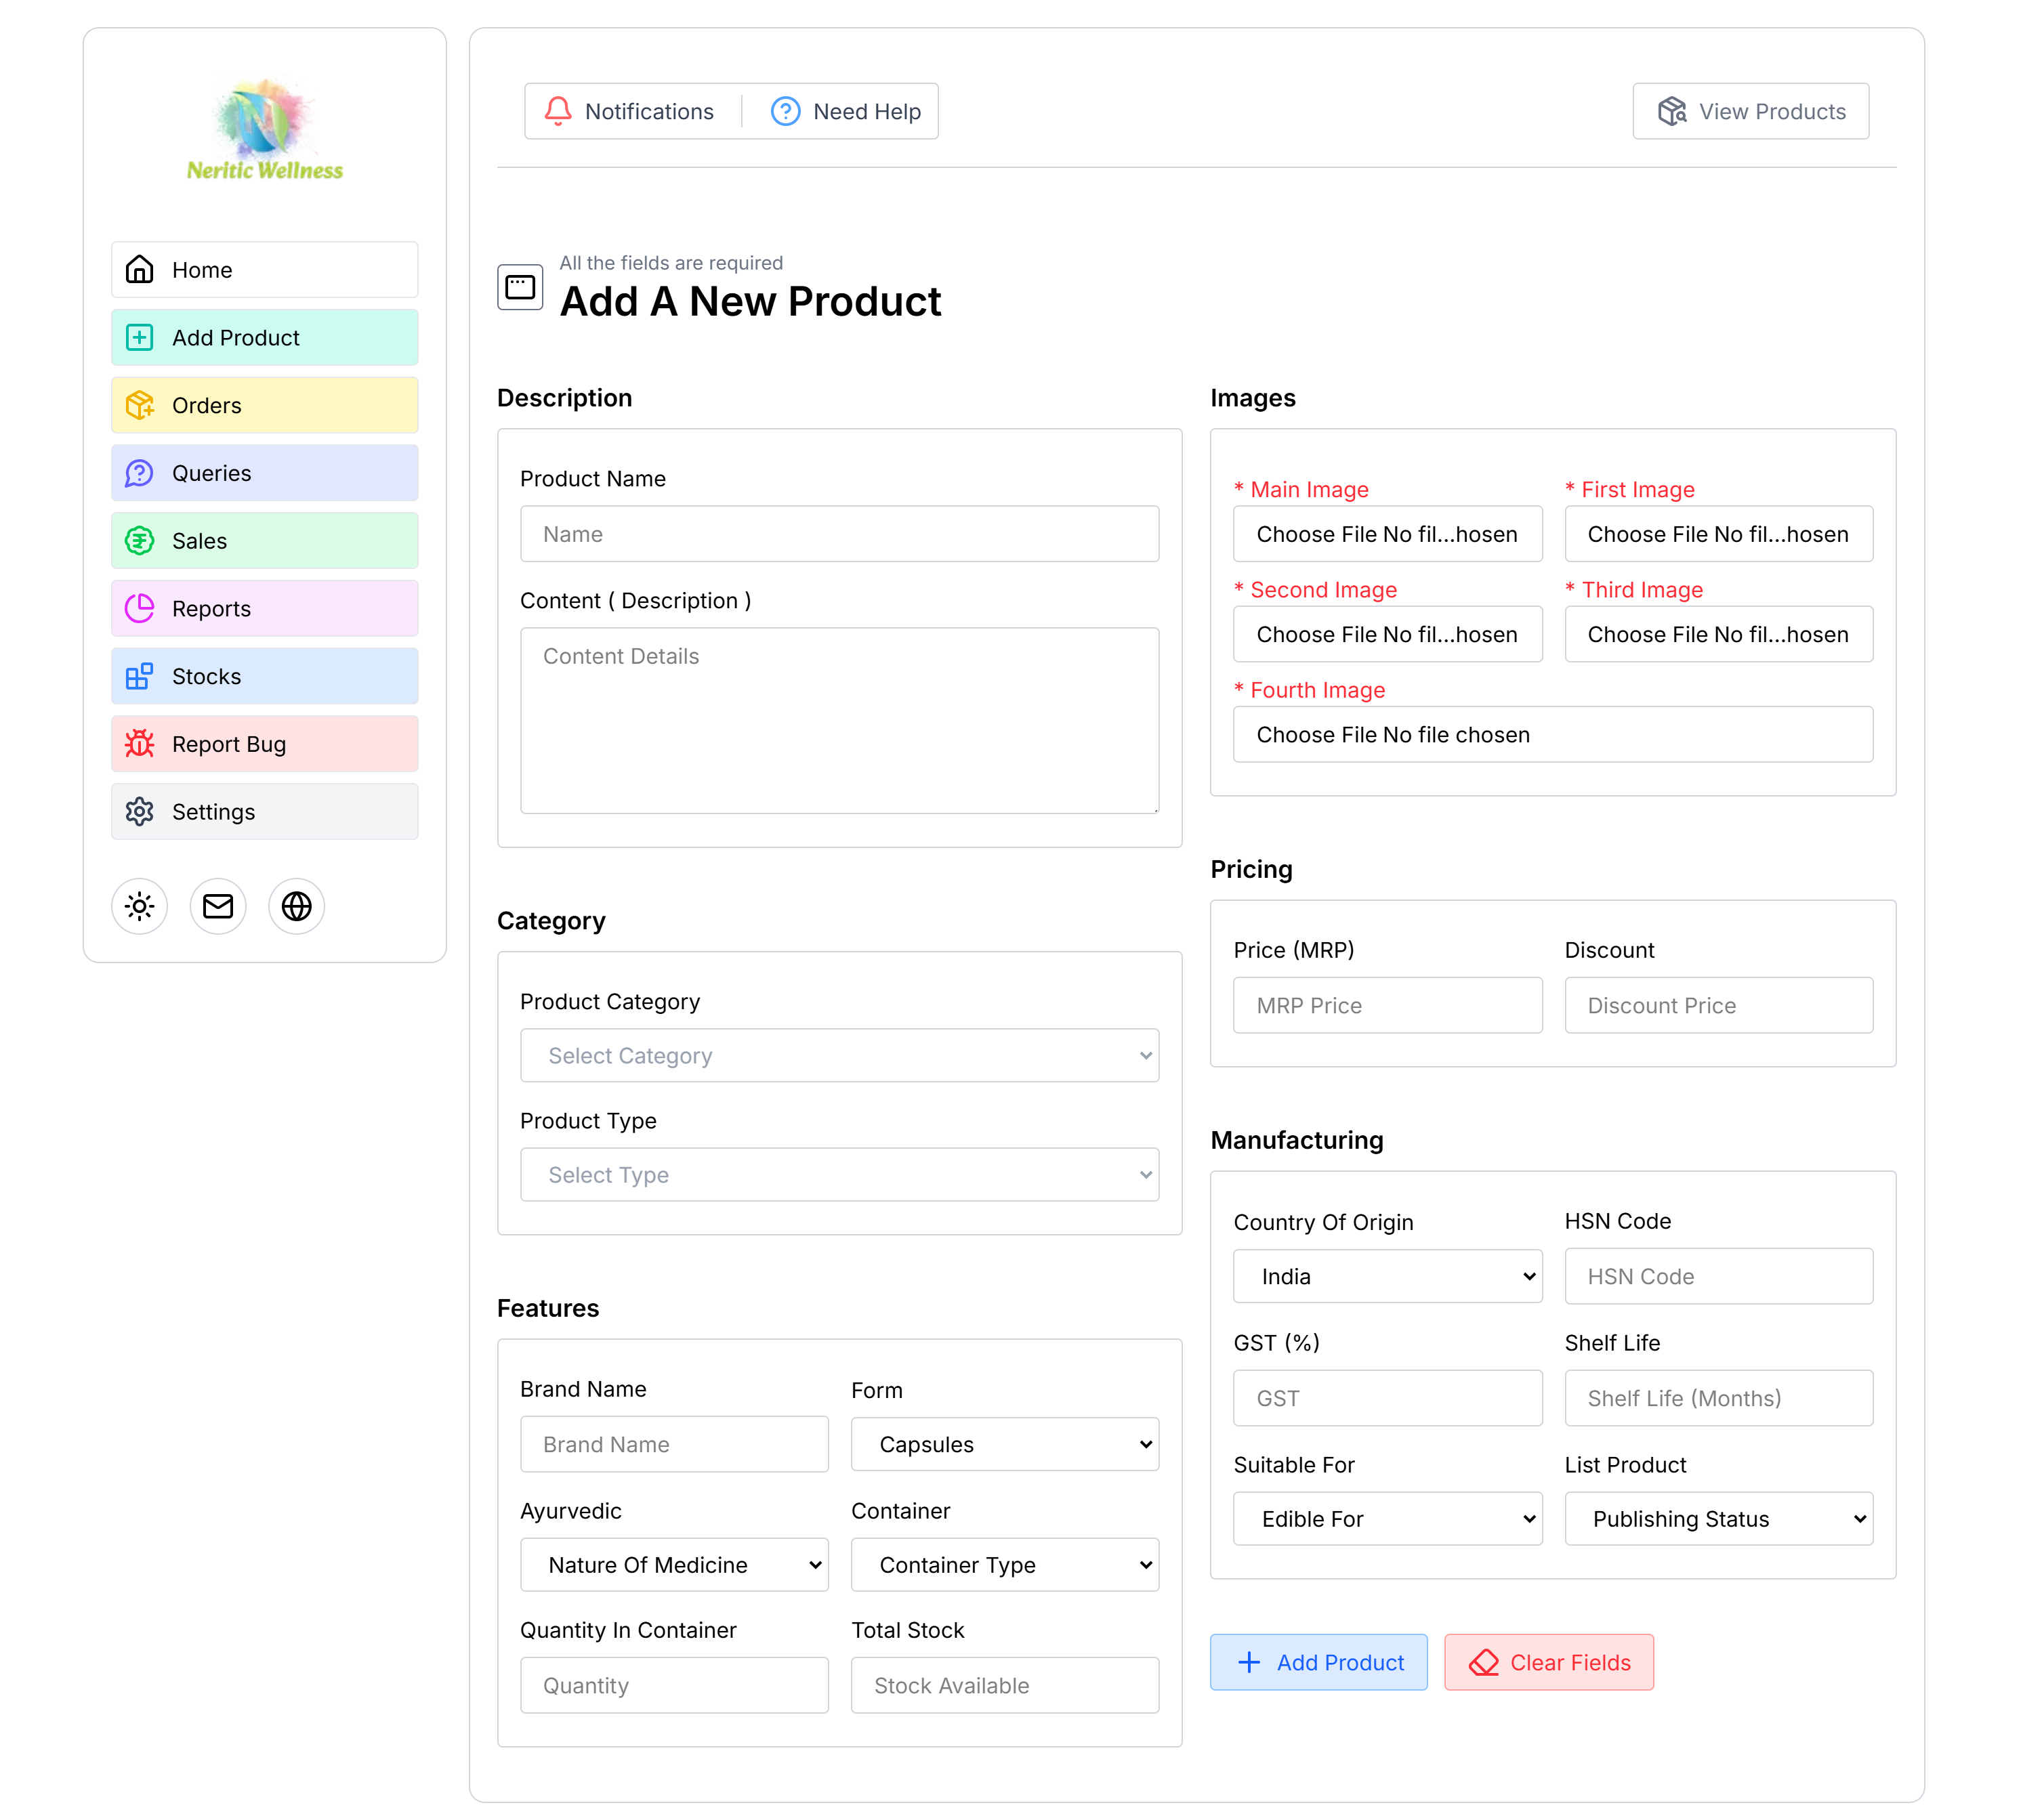 Neritic Wellness
Home
Add Product
Orders
Queries
Sales
Reports
Stocks
Report Bug
Settings
Notifications
Need Help
View Products
All the fields are required
Add A New Product
Description
Product Name
Name
Content ( Description )
Content Details
Category
Product Category
Select Category
Product Type
Select Type
Features
Brand Name
Form
Brand Name
Capsules
Ayurvedic
Container
Nature Of Medicine
Container Type
Quantity In Container
Total Stock
Quantity
Stock Available
Images
* Main Image
* First Image
Choose File No fil...hosen
Choose File No fil...hosen
* Second Image
* Third Image
Choose File No fil...hosen
Choose File No fil...hosen
* Fourth Image
Choose File No file chosen
Pricing
Price (MRP)
Discount
MRP Price
Discount Price
Manufacturing
Country Of Origin
HSN Code
India
HSN Code
GST (%)
Shelf Life
GST
Shelf Life (Months)
Suitable For
List Product
Edible For
Publishing Status
Add Product
Clear Fields